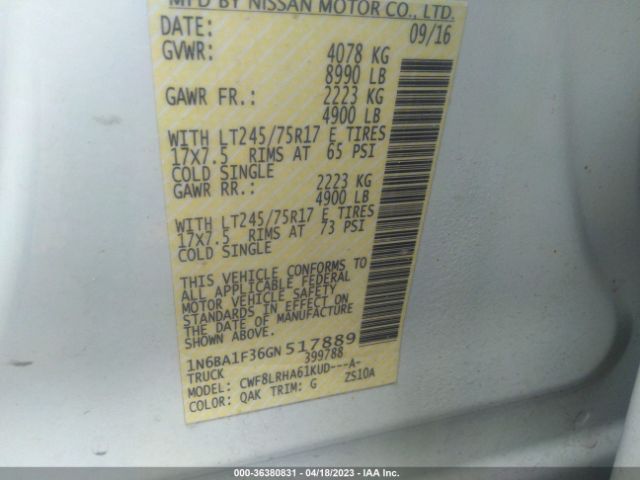 MFD BY NISSAN MOTOR CO., LTD.
DATE: 09/16
GVWR: 4078 KG
8990 LB
GAWR FR.: 2223 KG
4900 LB
WITH LT245/75R17 E TIRES
17X7.5 RIMS AT 65 PSI
COLD SINGLE
GAWR RR.: 2223 KG
4900 LB
WITH LT245/75R17 E TIRES
17X7.5 RIMS AT 73 PSI
COLD SINGLE
THIS VEHICLE CONFORMS TO
ALL APPLICABLE FEDERAL
MOTOR VEHICLE SAFETY
STANDARDS IN EFFECT ON
THE DATE OF MANUFACTURE
SHOWN ABOVE.
1N6BA1F36GN517889
TRUCK 399788
MODEL: CWF8LRHA61KUD---A-
COLOR: QAK TRIM: G ZS10A
000-36380831 - 04/18/2023 - IAA Inc.